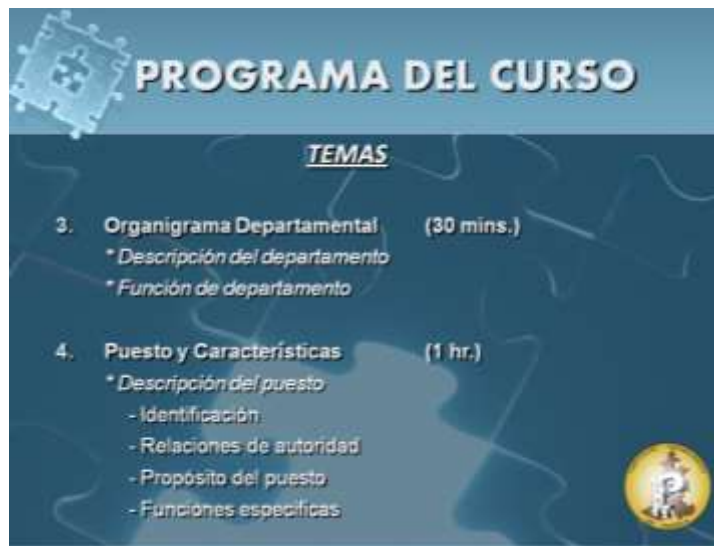 PROGRAMA DEL CURSO
TEMAS
3. Organigrama Departamental (30 mins.)
* Descripción del departamento
* Función de departamento
4. Puesto y Características (1 hr.)
* Descripción del puesto
- Identificación
- Relaciones de autoridad
- Propósito del puesto
- Funciones específicas
P